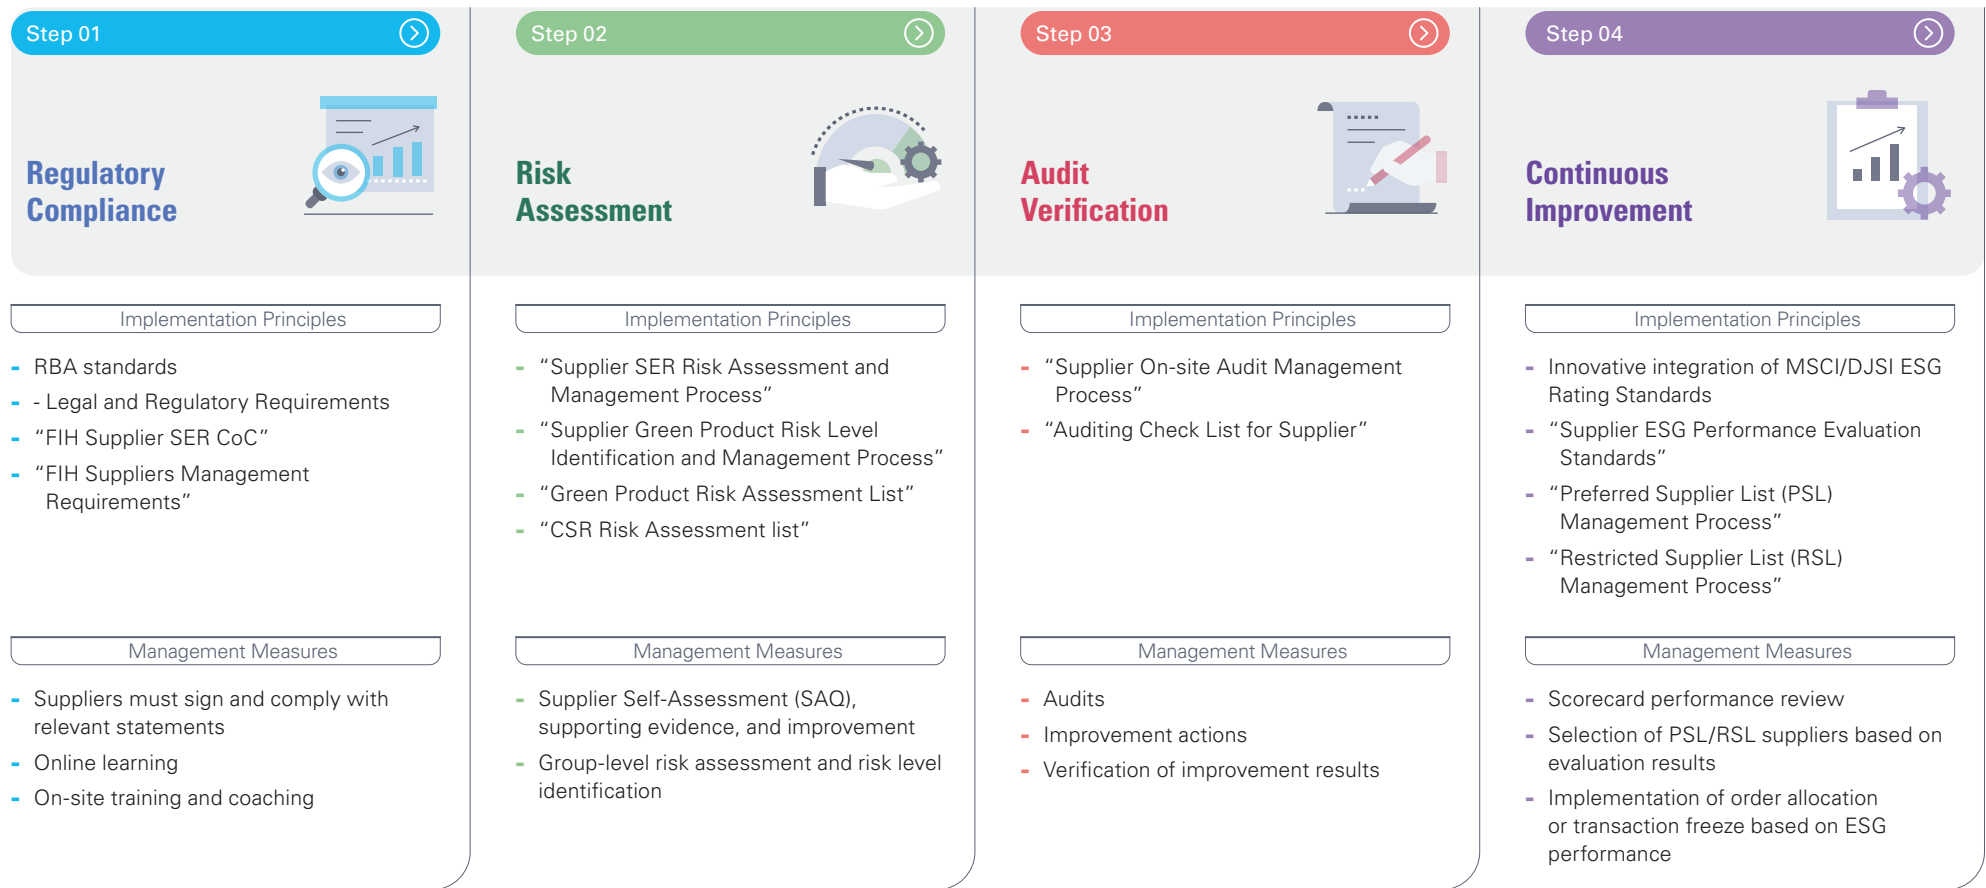 Step 01
Regulatory
Compliance
Implementation Principles
- RBA standards
- - Legal and Regulatory Requirements
- “FIH Supplier SER CoC”
- “FIH Suppliers Management
Requirements”
Management Measures
- Suppliers must sign and comply with
relevant statements
- Online learning
- On-site training and coaching
Step 02
Risk
Assessment
Implementation Principles
- “Supplier SER Risk Assessment and
Management Process”
- “Supplier Green Product Risk Level
Identification and Management Process”
- “Green Product Risk Assessment List”
- “CSR Risk Assessment list”
Management Measures
- Supplier Self-Assessment (SAQ),
supporting evidence, and improvement
- Group-level risk assessment and risk level
identification
Step 03
Audit
Verification
Implementation Principles
- “Supplier On-site Audit Management
Process”
- “Auditing Check List for Supplier”
Management Measures
- Audits
- Improvement actions
- Verification of improvement results
Step 04
Continuous
Improvement
Implementation Principles
- Innovative integration of MSCI/DJSI ESG
Rating Standards
- “Supplier ESG Performance Evaluation
Standards”
- “Preferred Supplier List (PSL)
Management Process”
- “Restricted Supplier List (RSL)
Management Process”
Management Measures
- Scorecard performance review
- Selection of PSL/RSL suppliers based on
evaluation results
- Implementation of order allocation
or transaction freeze based on ESG
performance